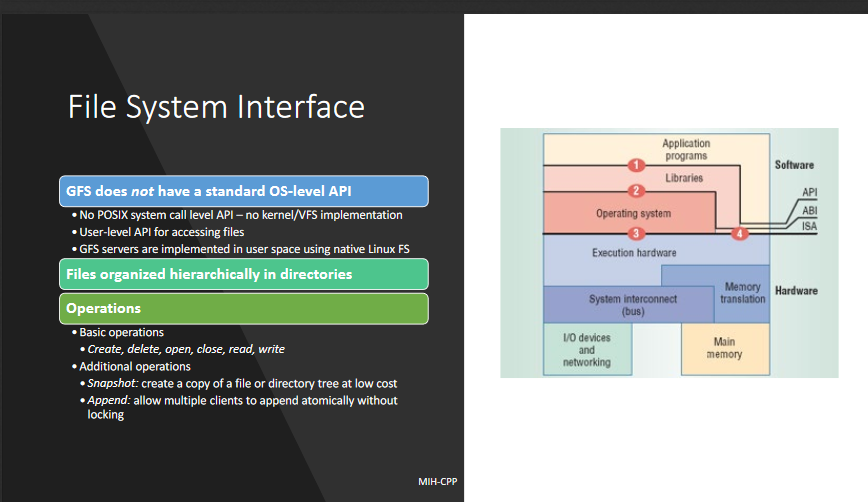 File System Interface
GFS does not have a standard OS-level API
• No POSIX system call level API – no kernel/VFS implementation
• User-level API for accessing files
• GFS servers are implemented in user space using native Linux FS
Files organized hierarchically in directories
Operations
• Basic operations
• Create, delete, open, close, read, write
• Additional operations
• Snapshot: create a copy of a file or directory tree at low cost
• Append: allow multiple clients to append atomically without
locking
MIH-CPP
Application
programs
1
Software
Libraries
2
API
Operating system
ABI
ISA
3
4
Execution hardware
Memory
translation
Hardware
System interconnect
(bus)
I/O devices
and
networking
Main
memory